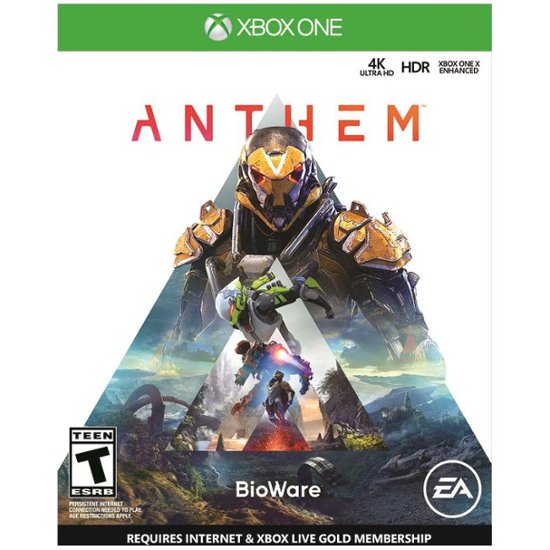 XBOX ONE
4K
ULTRA HD
HDR
XBOX ONE X
ENHANCED
ANTHEM™
TEEN
T
ESRB
PERSISTENT INTERNET
CONNECTION NEEDED TO PLAY.
AGE RESTRICTIONS APPLY.
BioWare
EA
REQUIRES INTERNET & XBOX LIVE GOLD MEMBERSHIP